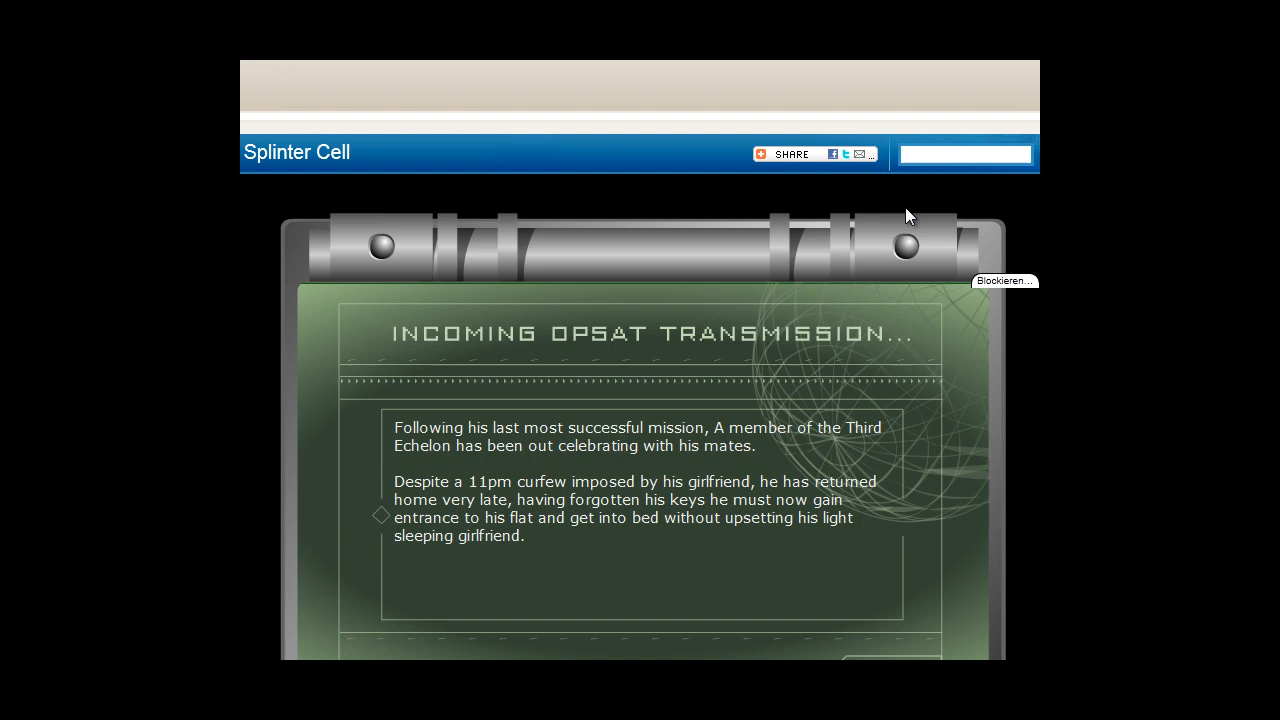 Splinter Cell
SHARE
...
Blockieren...
INCOMING OPSAT TRANSMISSION...
Following his last most successful mission, A member of the Third
Echelon has been out celebrating with his mates.
Despite a 11pm curfew imposed by his girlfriend, he has returned
home very late, having forgotten his keys he must now gain
entrance to his flat and get into bed without upsetting his light
sleeping girlfriend.